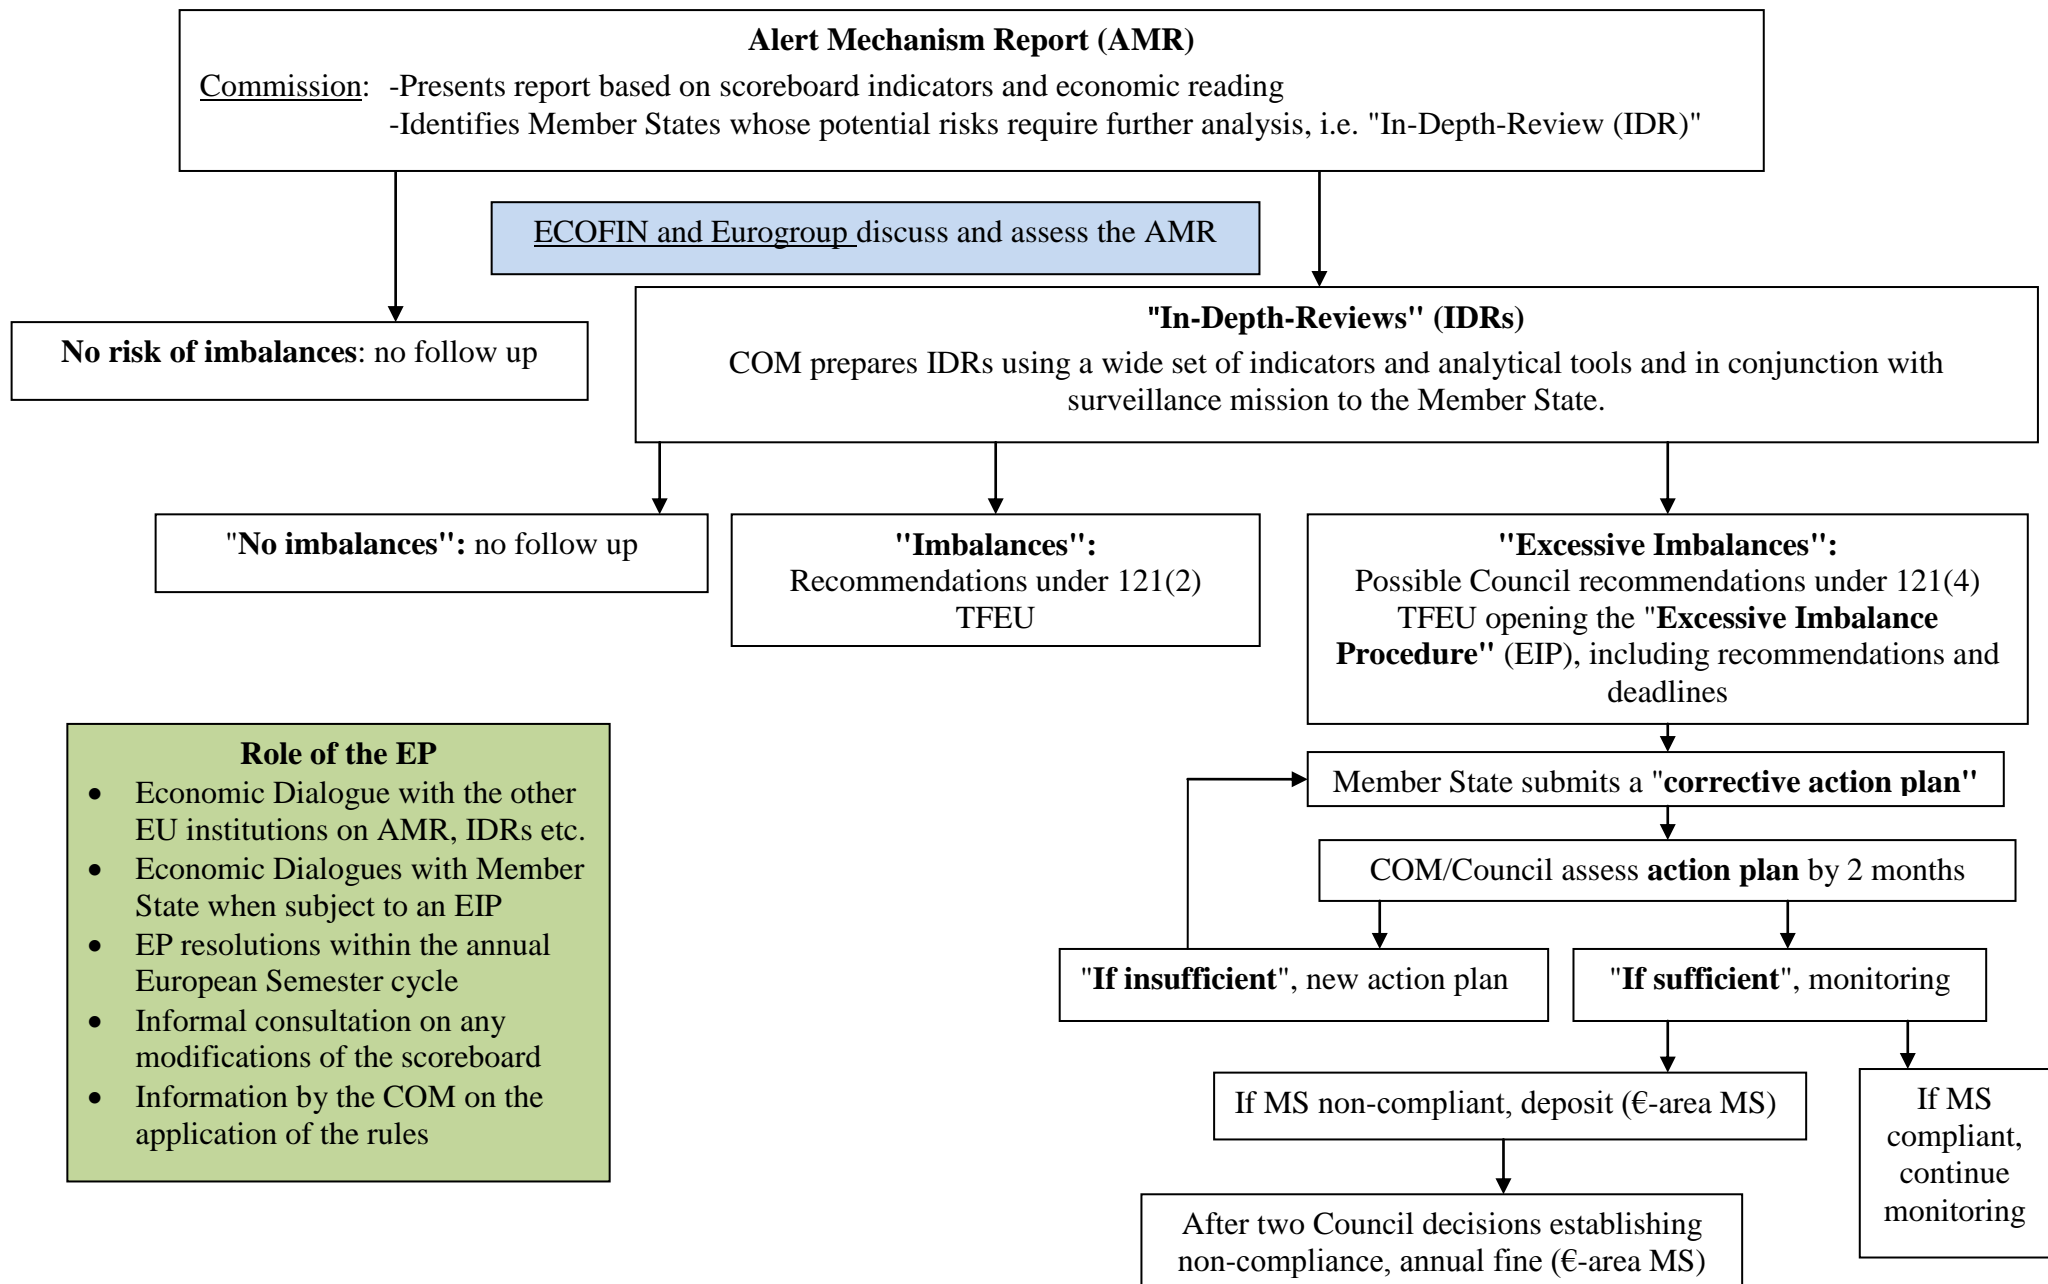 Alert Mechanism Report (AMR)
Commission: -Presents report based on scoreboard indicators and economic reading
-Identifies Member States whose potential risks require further analysis, i.e. "In-Depth-Review (IDR)"
ECOFIN and Eurogroup discuss and assess the AMR
No risk of imbalances: no follow up
"In-Depth-Reviews" (IDRs)
COM prepares IDRs using a wide set of indicators and analytical tools and in conjunction with
surveillance mission to the Member State.
"No imbalances": no follow up
"Imbalances":
Recommendations under 121(2)
TFEU
"Excessive Imbalances":
Possible Council recommendations under 121(4)
TFEU opening the "Excessive Imbalance
Procedure" (EIP), including recommendations and
deadlines
Role of the EP
• Economic Dialogue with the other
EU institutions on AMR, IDRs etc.
• Economic Dialogues with Member
State when subject to an EIP
• EP resolutions within the annual
European Semester cycle
• Informal consultation on any
modifications of the scoreboard
• Information by the COM on the
application of the rules
Member State submits a "corrective action plan"
COM/Council assess action plan by 2 months
"If insufficient", new action plan
"If sufficient", monitoring
If MS non-compliant, deposit (€-area MS)
If MS
compliant,
continue
monitoring
After two Council decisions establishing
non-compliance, annual fine (€-area MS)